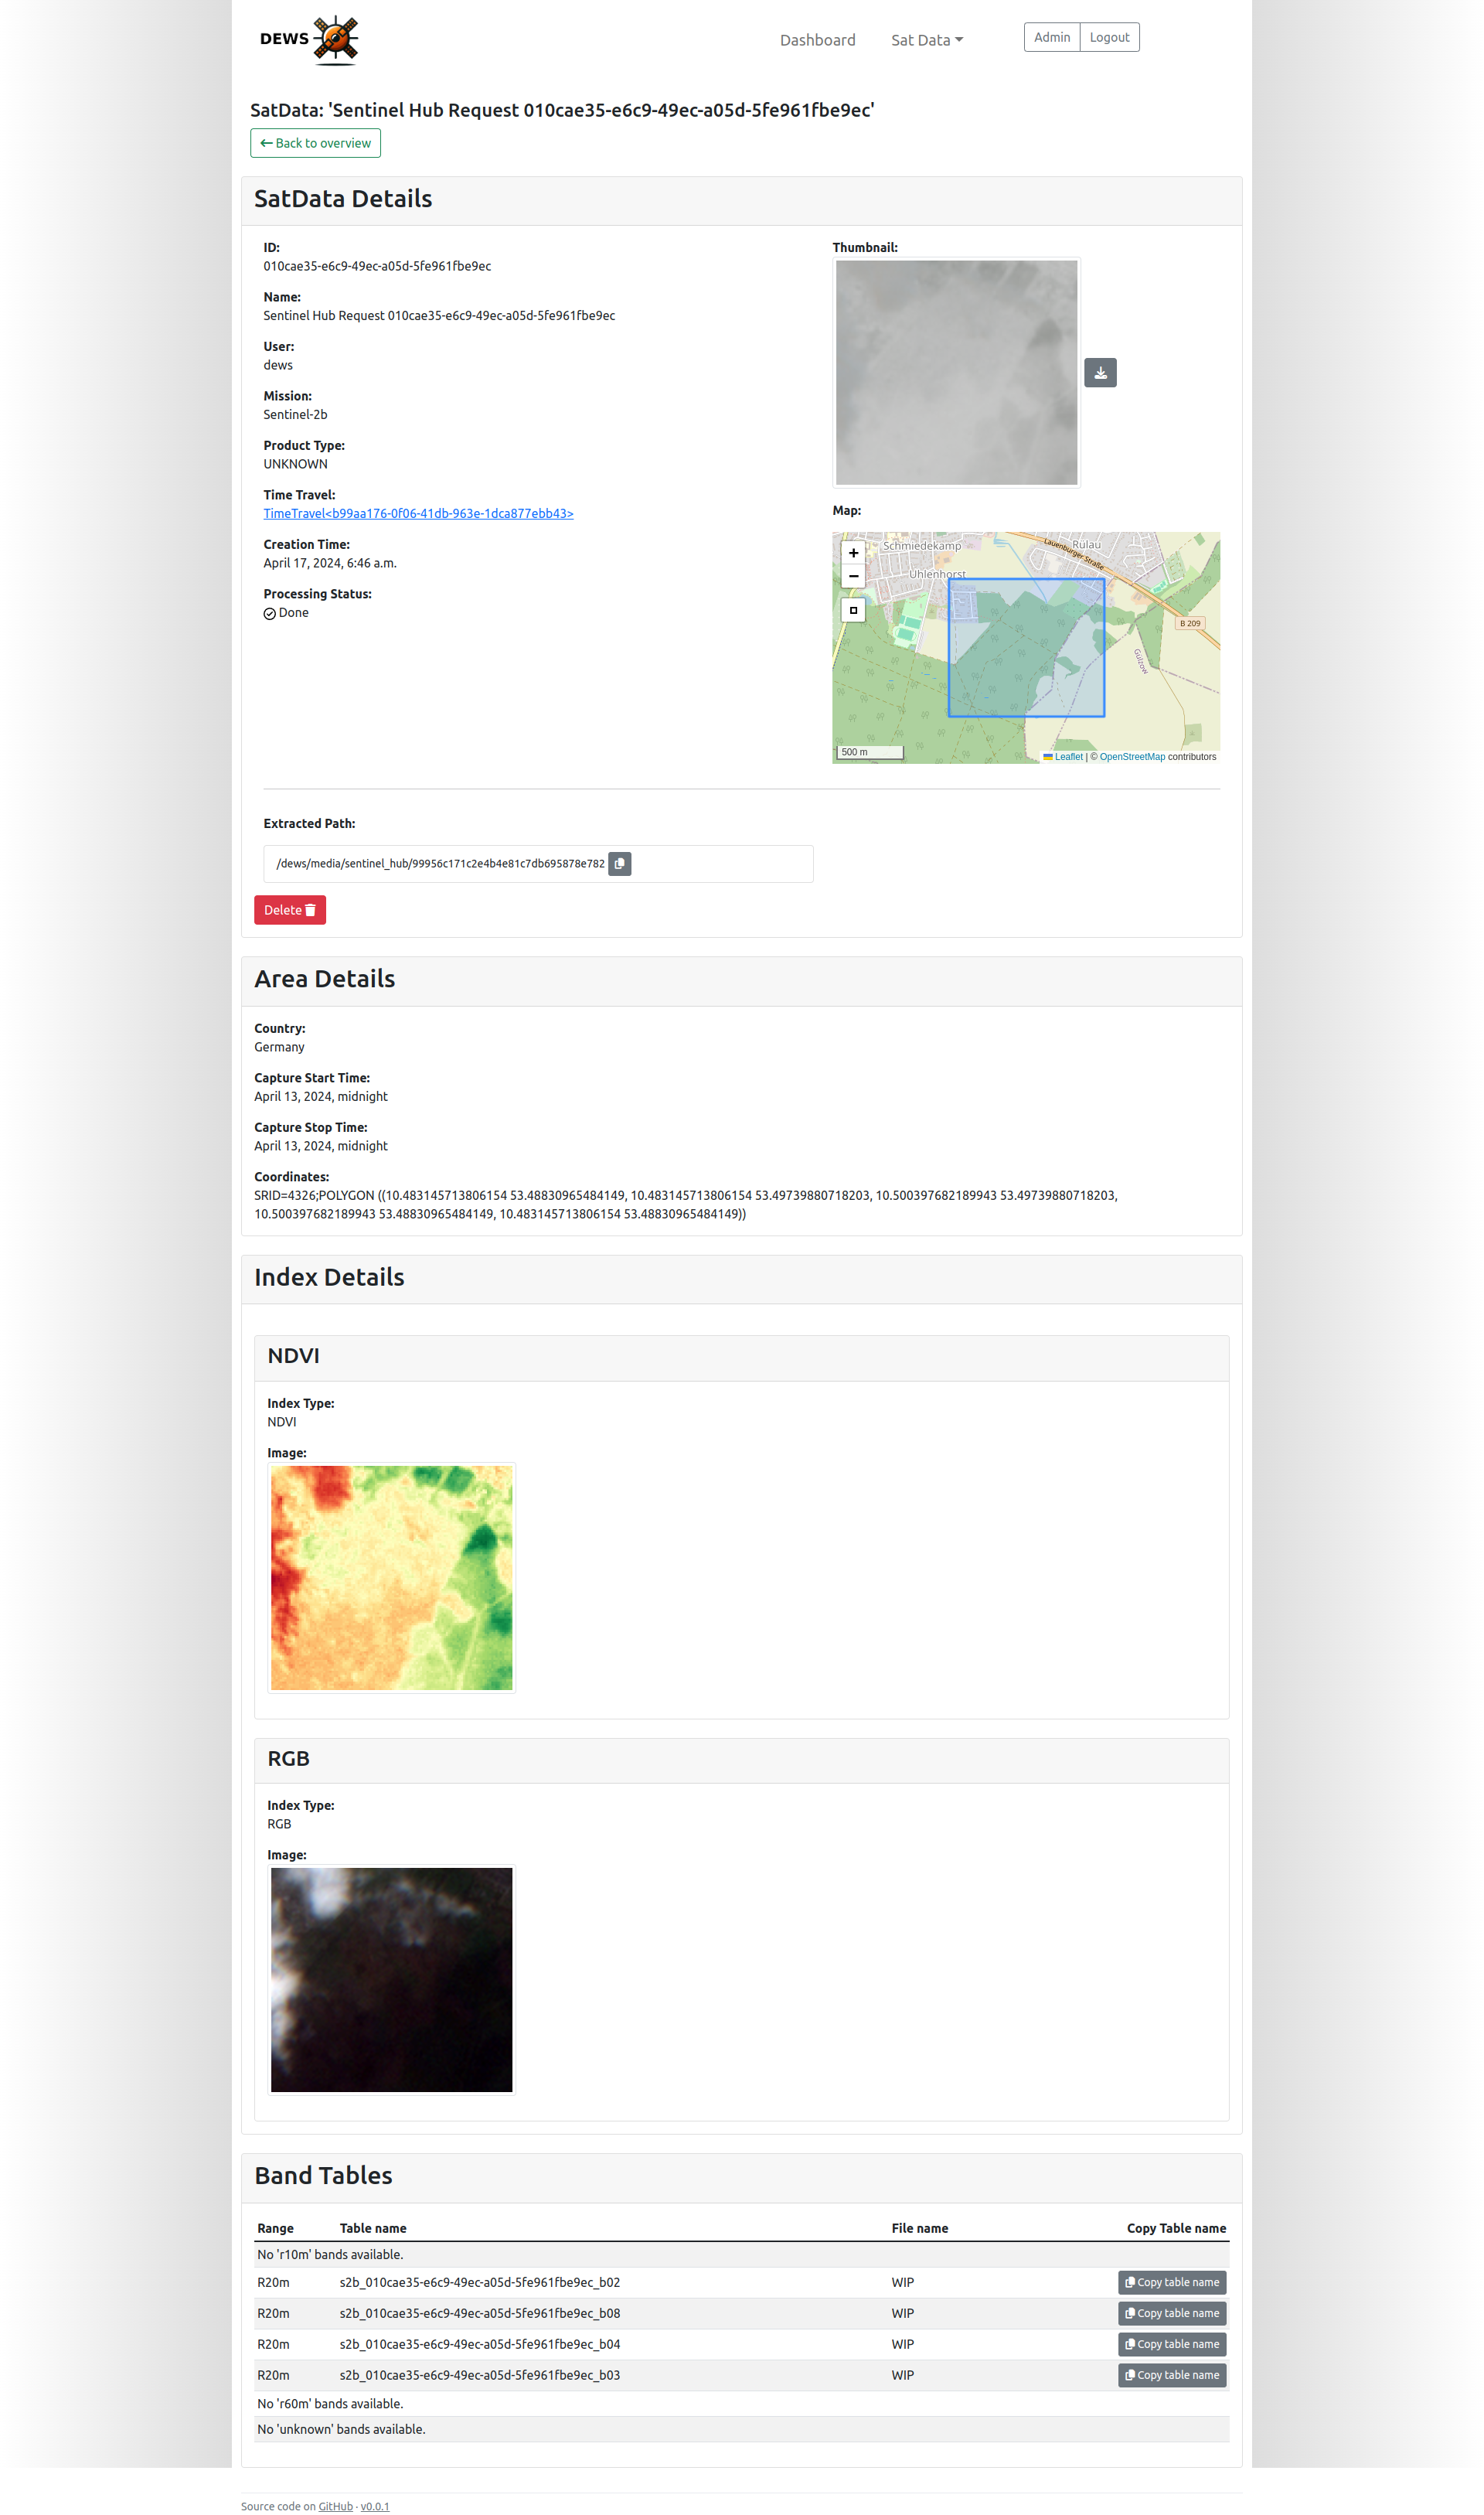 DEWS
Dashboard
Sat Data
Admin
Logout
SatData: 'Sentinel Hub Request 010cae35-e6c9-49ec-a05d-5fe961fbe9ec'
Back to overview
SatData Details
ID:
010cae35-e6c9-49ec-a05d-5fe961fbe9ec
Name:
Sentinel Hub Request 010cae35-e6c9-49ec-a05d-5fe961fbe9ec
User:
dews
Mission:
Sentinel-2b
Product Type:
UNKNOWN
Time Travel:
TimeTravel<b99aa176-0f06-41db-963e-1dca877ebb43>
Creation Time:
April 17, 2024, 6:46 a.m.
Processing Status:
Done
Thumbnail:
Map:
+
−
Schmiedekamp
Uhlenhorst
Rulau
Lauenburger Straße
B 209
Gülzow
500 m
Leaflet | © OpenStreetMap contributors
Extracted Path:
/dews/media/sentinel_hub/99956c171c2e4b4e81c7db695878e782
Delete
Area Details
Country:
Germany
Capture Start Time:
April 13, 2024, midnight
Capture Stop Time:
April 13, 2024, midnight
Coordinates:
SRID=4326;POLYGON ((10.483145713806154 53.48830965484149, 10.483145713806154 53.49739880718203, 10.500397682189943 53.49739880718203,
10.500397682189943 53.48830965484149, 10.483145713806154 53.48830965484149))
Index Details
NDVI
Index Type:
NDVI
Image:
RGB
Index Type:
RGB
Image:
Band Tables
Range Table name File name Copy Table name
No 'r10m' bands available.
R20m s2b_010cae35-e6c9-49ec-a05d-5fe961fbe9ec_b02 WIP Copy table name
R20m s2b_010cae35-e6c9-49ec-a05d-5fe961fbe9ec_b08 WIP Copy table name
R20m s2b_010cae35-e6c9-49ec-a05d-5fe961fbe9ec_b04 WIP Copy table name
R20m s2b_010cae35-e6c9-49ec-a05d-5fe961fbe9ec_b03 WIP Copy table name
No 'r60m' bands available.
No 'unknown' bands available.
Source code on GitHub · v0.0.1